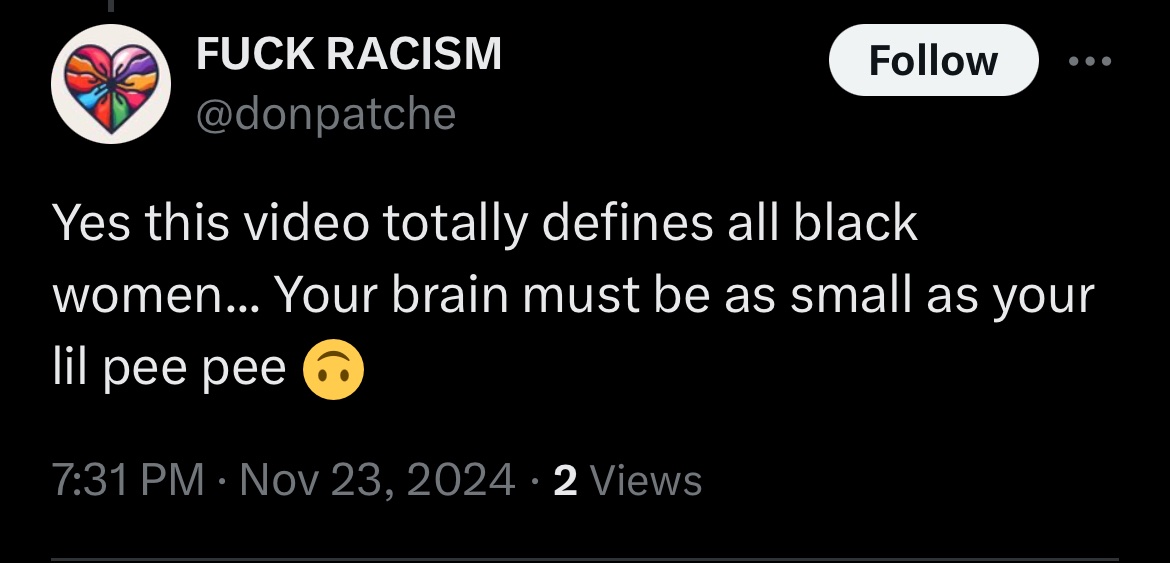 FUCK RACISM
Follow
@donpatche
Yes this video totally defines all black
women... Your brain must be as small as your
lil pee pee 🙃
7:31 PM · Nov 23, 2024 · 2 Views